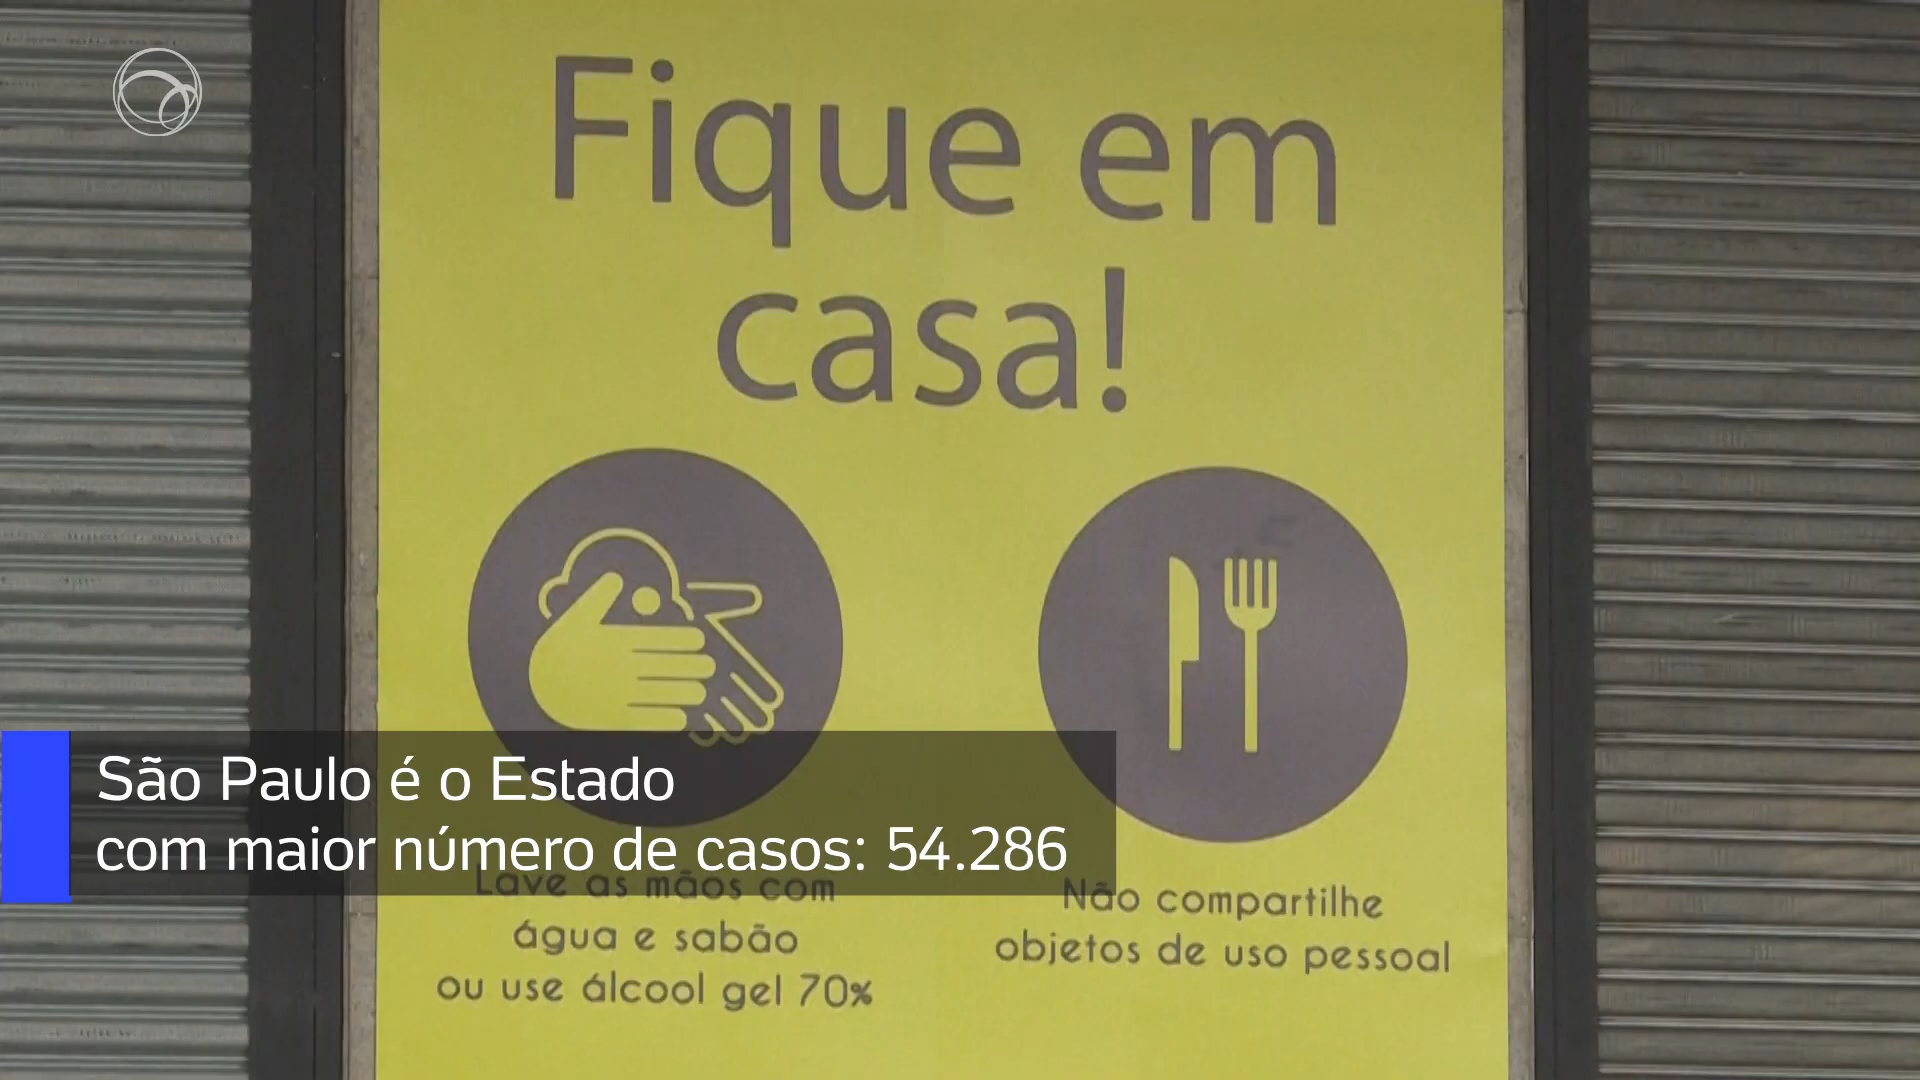 Fique em
casa!
São Paulo é o Estado
com maior número de casos: 54.286
Lave as mãos com
água e sabão
ou use álcool gel 70%
Não compartilhe
objetos de uso pessoal